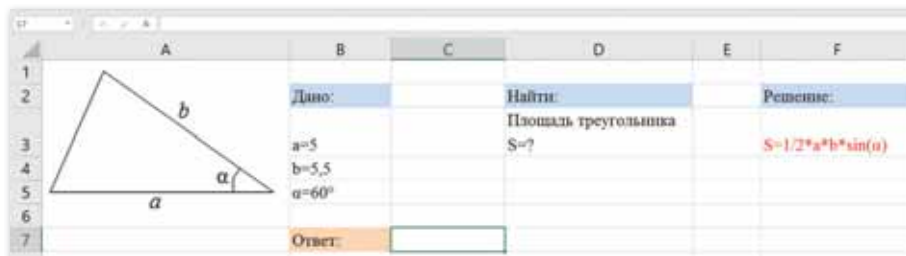 A B C D E F
1
2 Дано: Найти: Решение:
Площадь треугольника
3 a=5 S=? S=1/2*a*b*sin(α)
4 b=5,5
5 α=60°
6
7 Ответ:
b
α
a